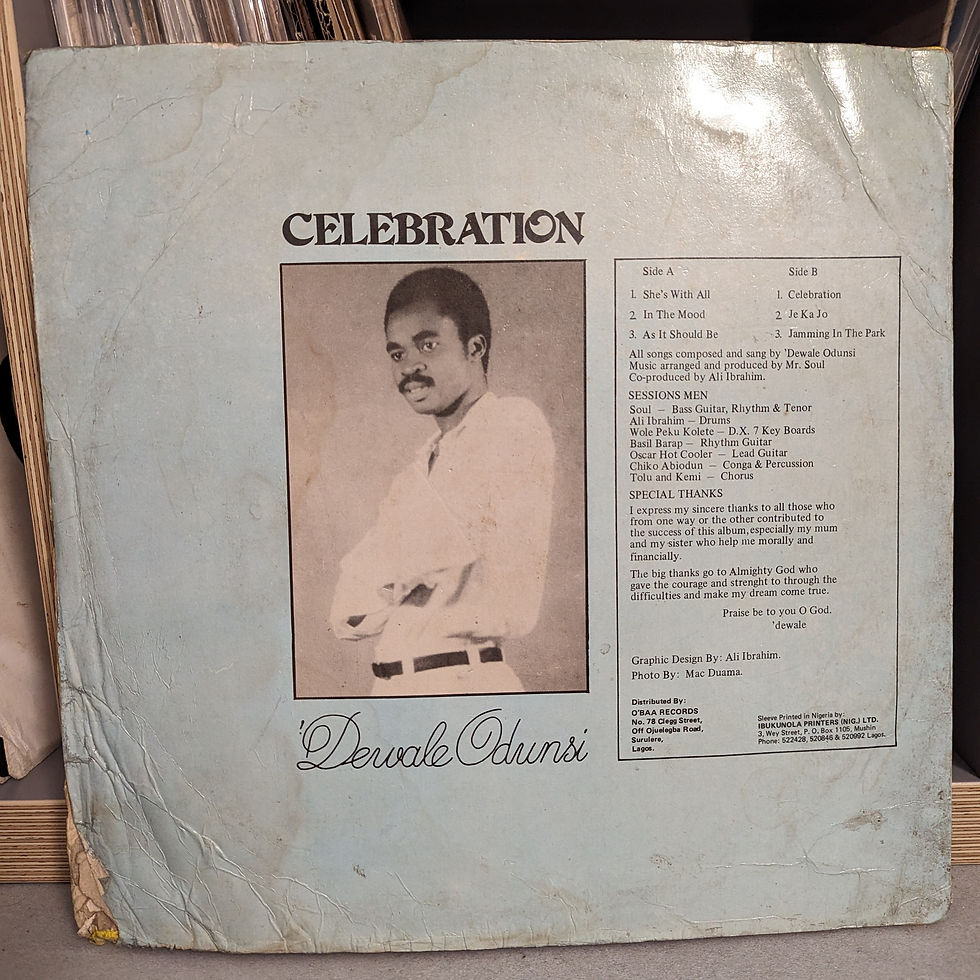 CELEBRATION
'Dewale Odunsi
Side A
1. She's With All
2. In The Mood
3. As It Should Be
Side B
1. Celebration
2. Je Ka Jo
3. Jamming In The Park
All songs composed and sang by 'Dewale Odunsi
Music arranged and produced by Mr. Soul
Co-produced by Ali Ibrahim.
SESSIONS MEN
Soul — Bass Guitar, Rhythm & Tenor
Ali Ibrahim — Drums
Wole Peku Kolete — D.X. 7 Key Boards
Basil Barap — Rhythm Guitar
Oscar Hot Cooler — Lead Guitar
Chiko Abiodun — Conga & Percussion
Tolu and Kemi — Chorus
SPECIAL THANKS
I express my sincere thanks to all those who
from one way or the other contributed to
the success of this album, especially my mum
and my sister who help me morally and
financially.
The big thanks go to Almighty God who
gave the courage and strenght to through the
difficulties and make my dream come true.
Praise be to you O God.
'dewale
Graphic Design By: Ali Ibrahim.
Photo By: Mac Duama.
Distributed By:
O'BAA RECORDS
No. 78 Clegg Street,
Off Ojuelegba Road,
Surulere,
Lagos.
Sleeve Printed in Nigeria by:
IBUKUNOLA PRINTERS (NIG.) LTD.
3, Wey Street, P. O. Box 1105, Mushin
Phone: 522428, 520846 & 520992 Lagos.